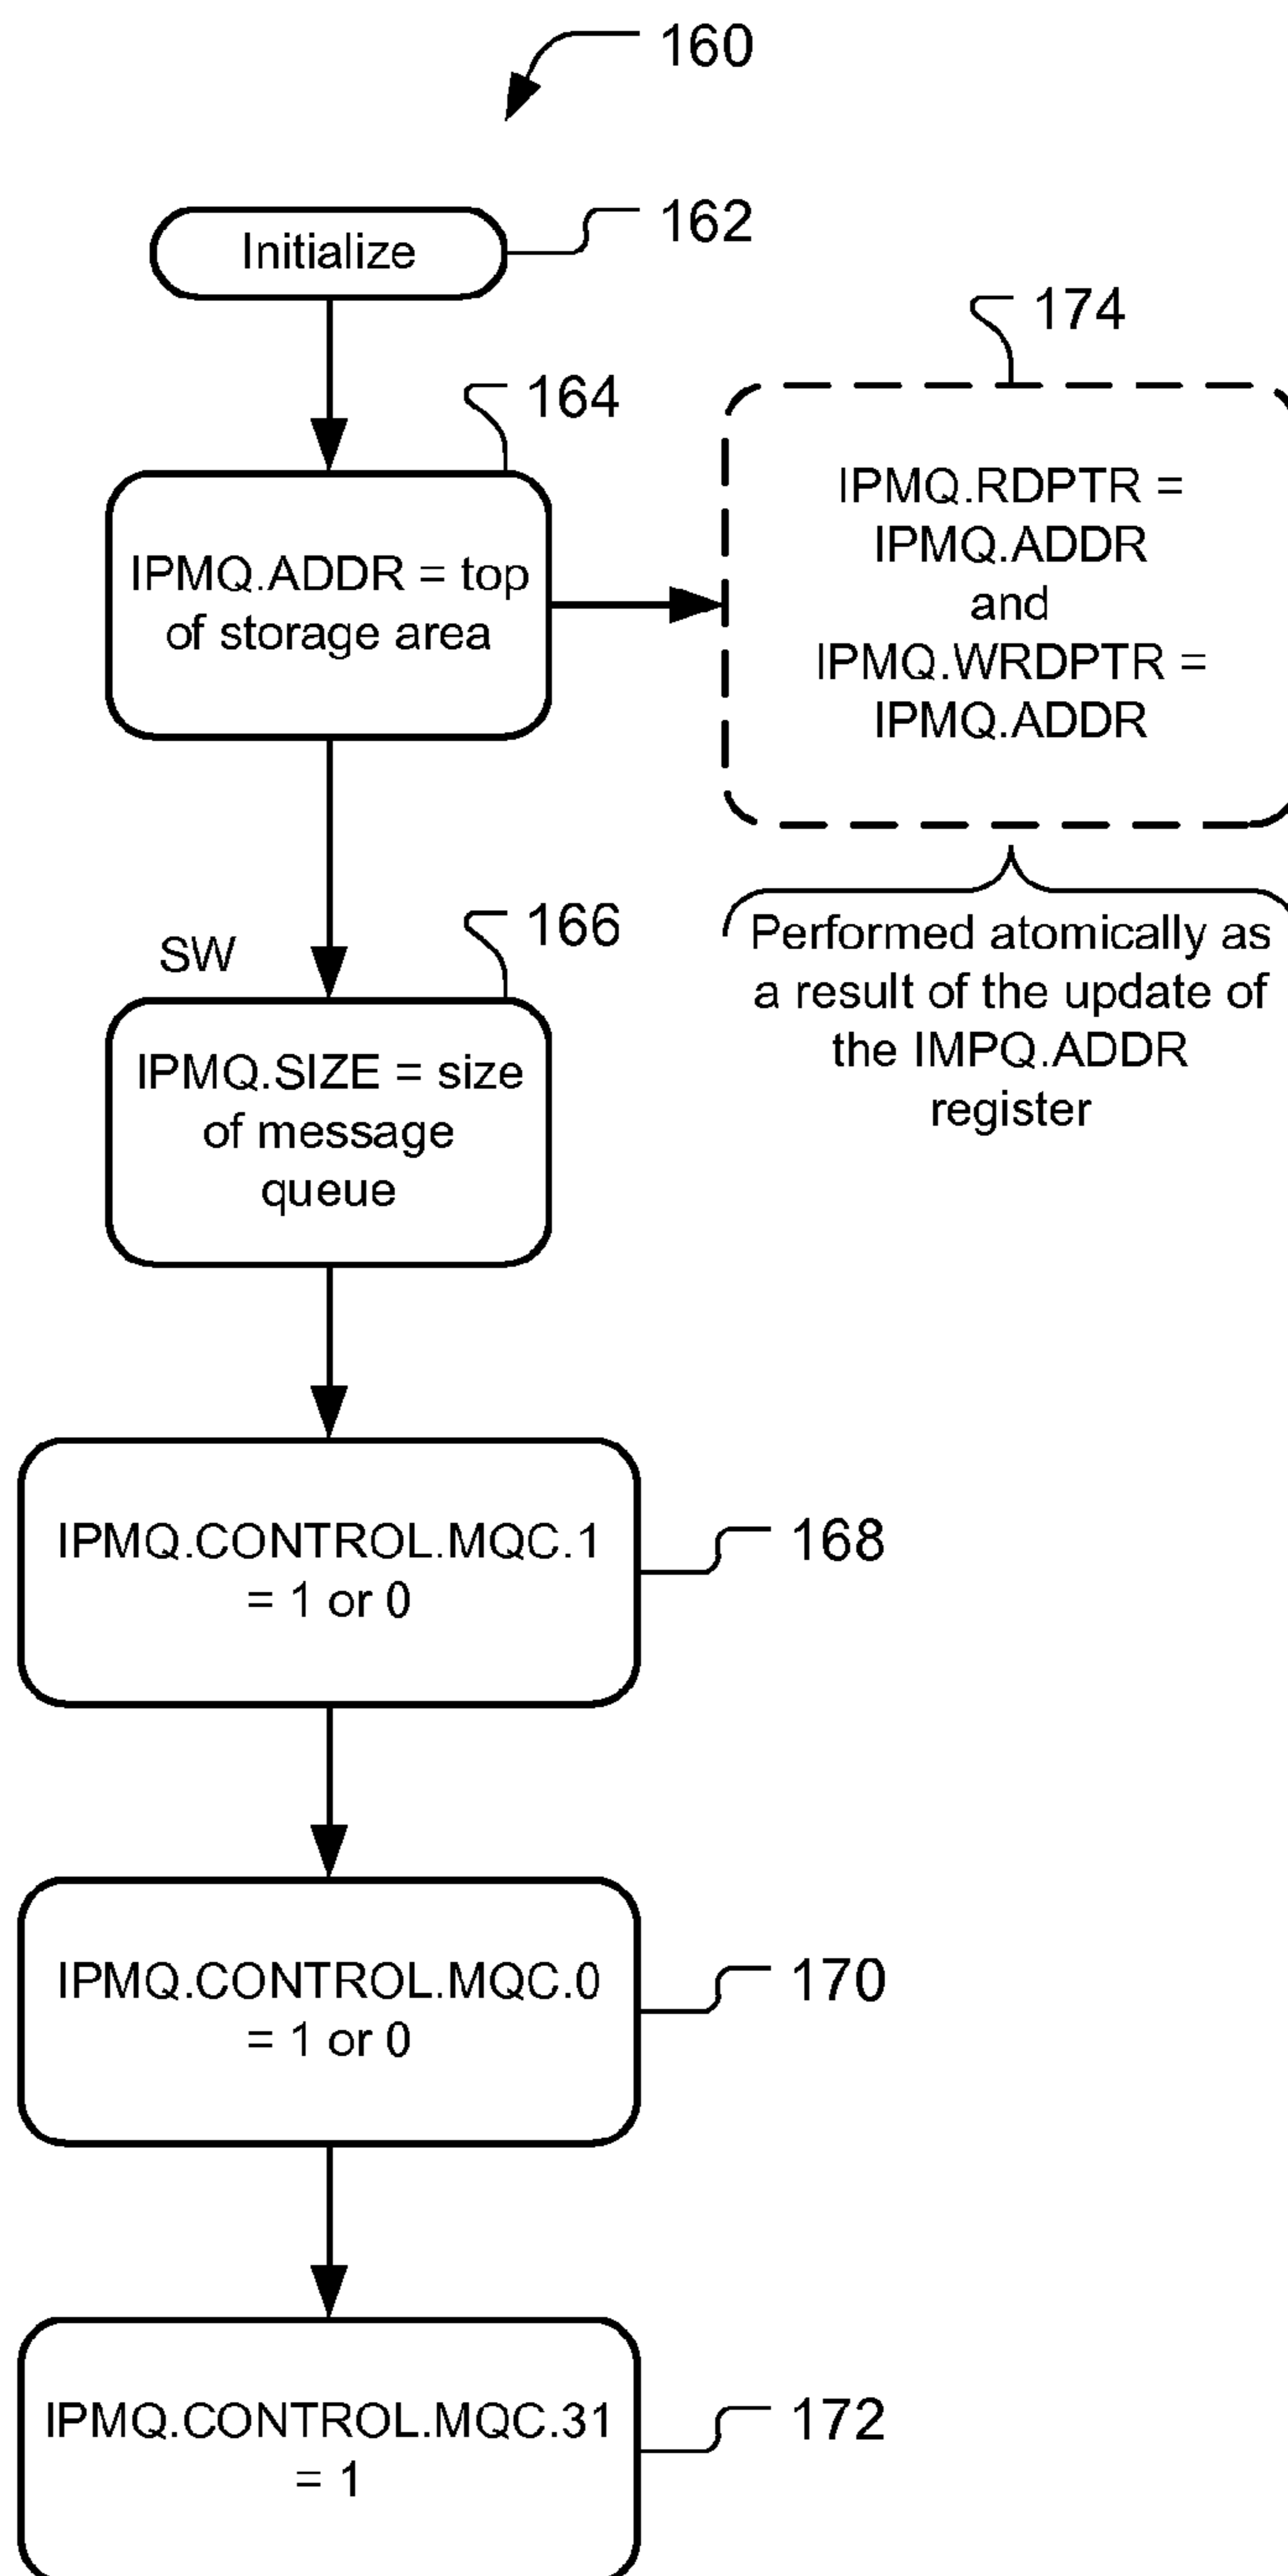 160
Initialize
162
174
164
IPMQ.ADDR = top
of storage area
IPMQ.RDPTR =
IPMQ.ADDR
and
IPMQ.WRDPTR =
IPMQ.ADDR
Performed atomically as
a result of the update of
the IMPQ.ADDR
register
SW
166
IPMQ.SIZE = size
of message
queue
IPMQ.CONTROL.MQC.1
= 1 or 0
168
IPMQ.CONTROL.MQC.0
= 1 or 0
170
IPMQ.CONTROL.MQC.31
= 1
172